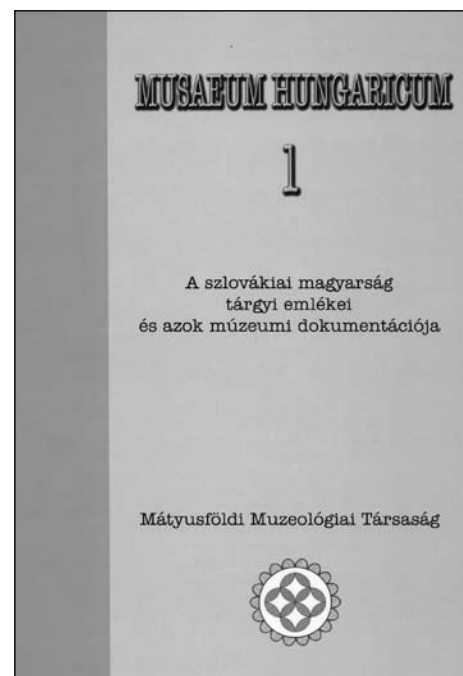 MUSAEUM HUNGARICUM
1
A szlovákiai magyarság
tárgyi emlékei
és azok múzeumi dokumentációja
Mátyusföldi Muzeológiai Társaság